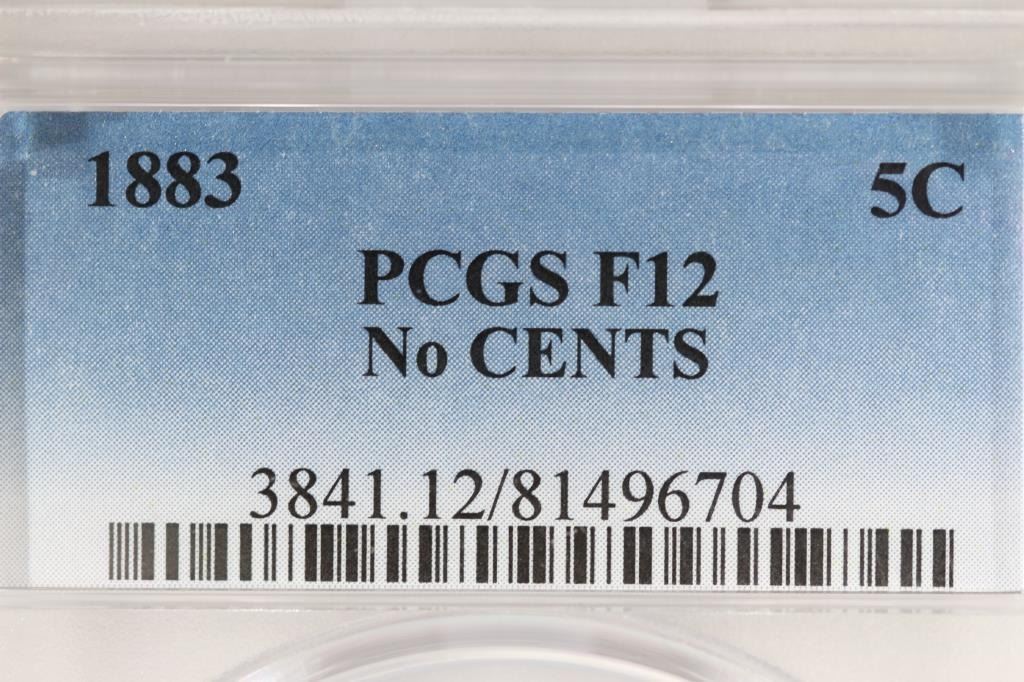 1883 5C
PCGS F12
No CENTS
3841.12/81496704